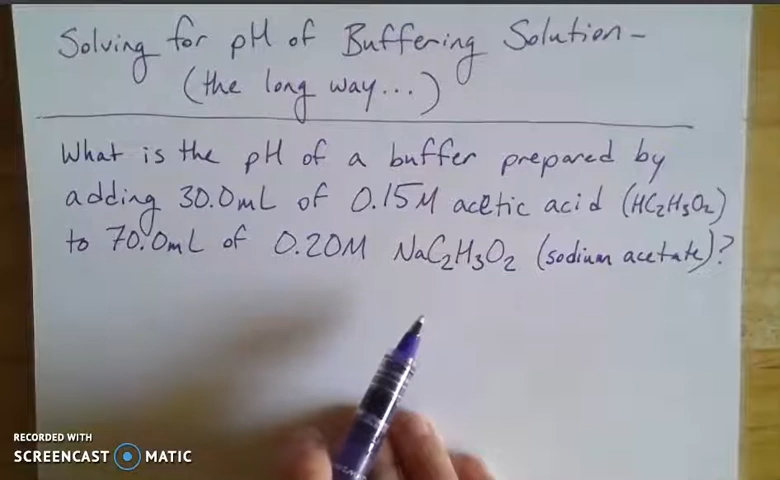 Solving for pH of Buffering Solution -
(the long way...)
What is the pH of a buffer prepared by
adding 30.0mL of 0.15M acetic acid (HC2H3O2)
to 70.0mL of 0.20M NaC2H3O2 (sodium acetate)?
RECORDED WITH
SCREENCAST MATIC